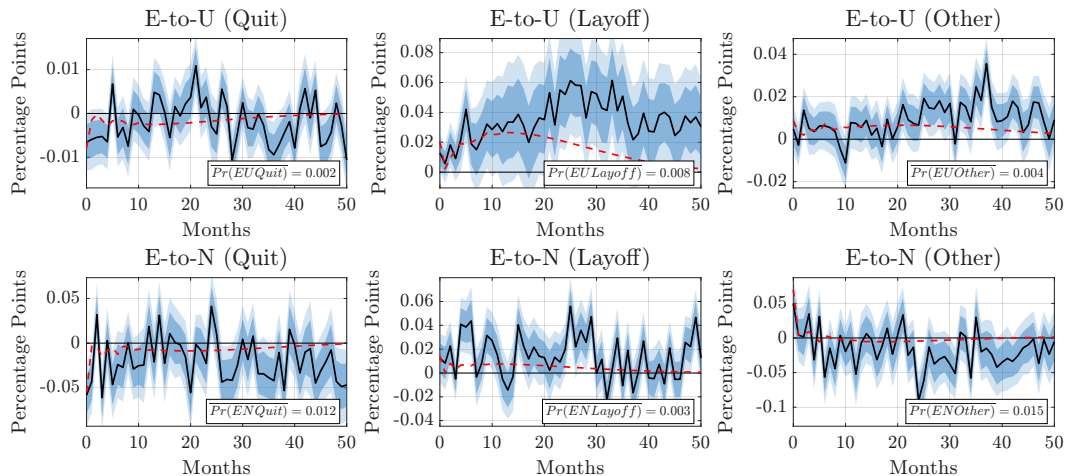 E-to-U (Quit)
Percentage Points
0.01
0
-0.01
Pr(EUQuit) = 0.002
0 10 20 30 40 50
Months
E-to-U (Layoff)
Percentage Points
0.08
0.06
0.04
0.02
0
Pr(EULayoff) = 0.008
0 10 20 30 40 50
Months
E-to-U (Other)
Percentage Points
0.04
0.02
0
-0.02
Pr(EUOther) = 0.004
0 10 20 30 40 50
Months
E-to-N (Quit)
Percentage Points
0.05
0
-0.05
Pr(ENQuit) = 0.012
0 10 20 30 40 50
Months
E-to-N (Layoff)
Percentage Points
0.06
0.04
0.02
0
-0.02
-0.04
Pr(ENLayoff) = 0.003
0 10 20 30 40 50
Months
E-to-N (Other)
Percentage Points
0.05
0
-0.05
-0.1
Pr(ENOther) = 0.015
0 10 20 30 40 50
Months